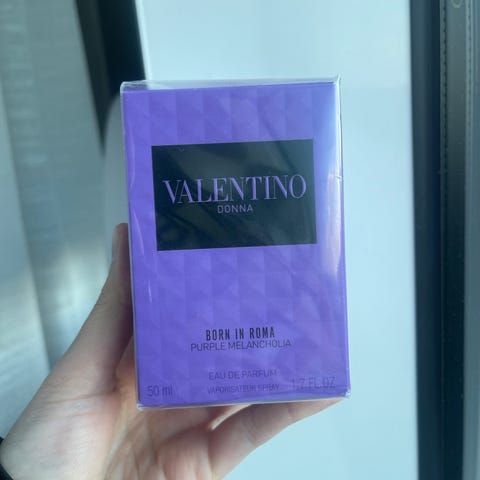 VALENTINO
DONNA
BORN IN ROMA
PURPLE MELANCHOLIA
EAU DE PARFUM
50 ml VAPORISATEUR SPRAY 1.7 FL.OZ.